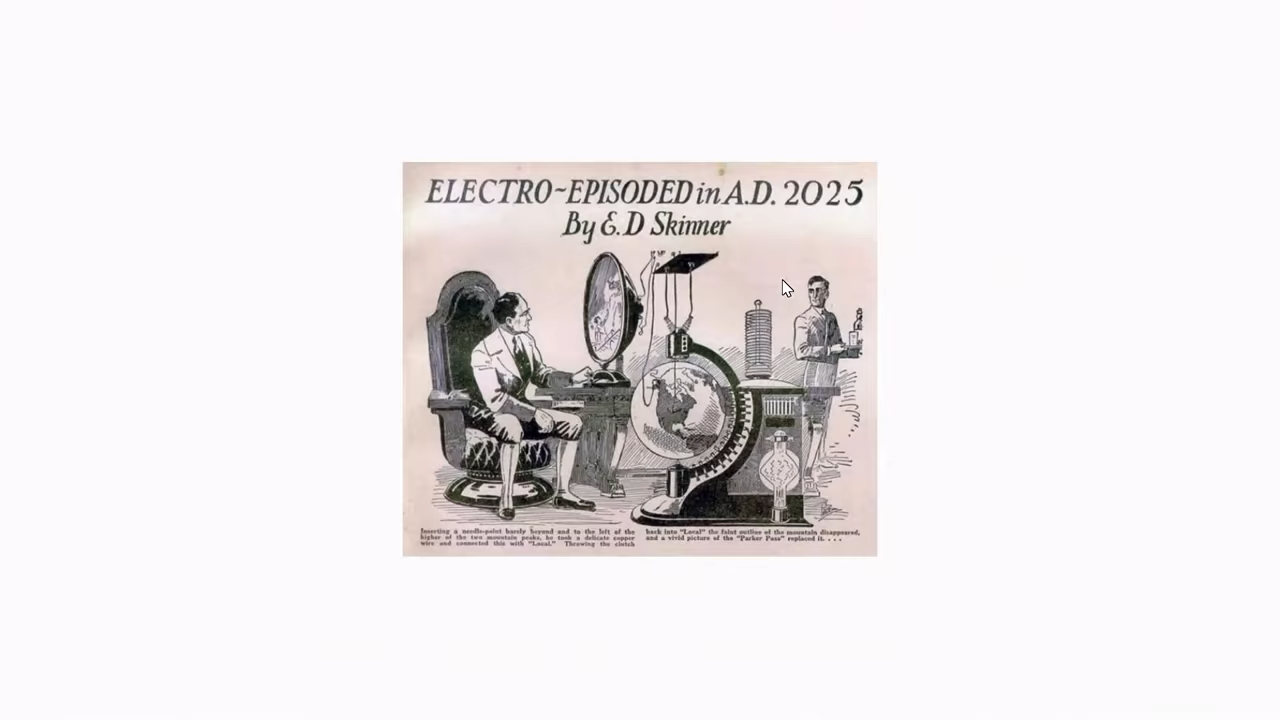 ELECTRO-EPISODED in A.D. 2025
By E. D Skinner
Inserting a needle-point barely beyond and to the left of the
higher of the two mountain peaks, he took a delicate copper
wire and connected this with "Local." Throwing the clutch
back into "Local" the faint outline of the mountain disappeared,
and a vivid picture of the "Parker Pass" replaced it. . . .